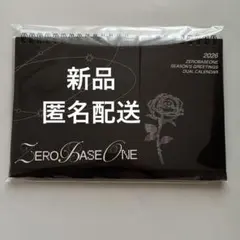 2026
ZEROBASEONE
SEASON'S GREETINGS
DUAL CALENDAR
新品
匿名配送
ZEROBASEONE